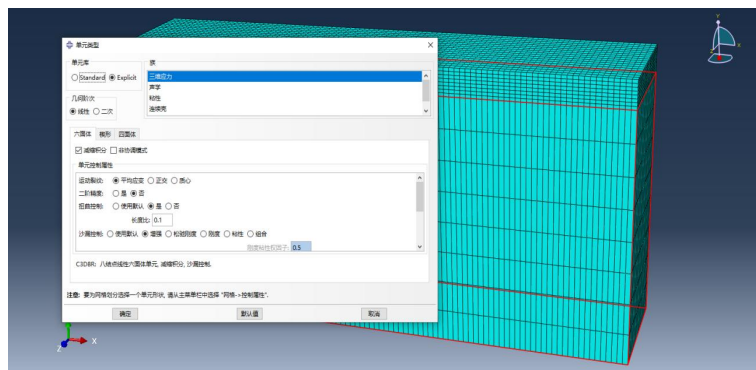 单元类型
单元库
Standard Explicit
族
三维应力
声学
粘性
连续壳
几何阶次
线性 二次
六面体 楔形 四面体
减缩积分 非协调模式
单元控制属性
运动裂纹: 平均应变 正交 质心
二阶精度: 是 否
扭曲控制: 使用默认 是 否
长度比: 0.1
沙漏控制: 使用默认 增强 松弛刚度 刚度 粘性 组合
刚度粘性权因子: 0.5
C3D8R: 八结点线性六面体单元, 减缩积分, 沙漏控制.
注意: 要为网格划分选择一个单元形状, 请从主菜单栏中选择 "网格->控制属性".
确定 默认值 取消
Y
X
Z
Z X